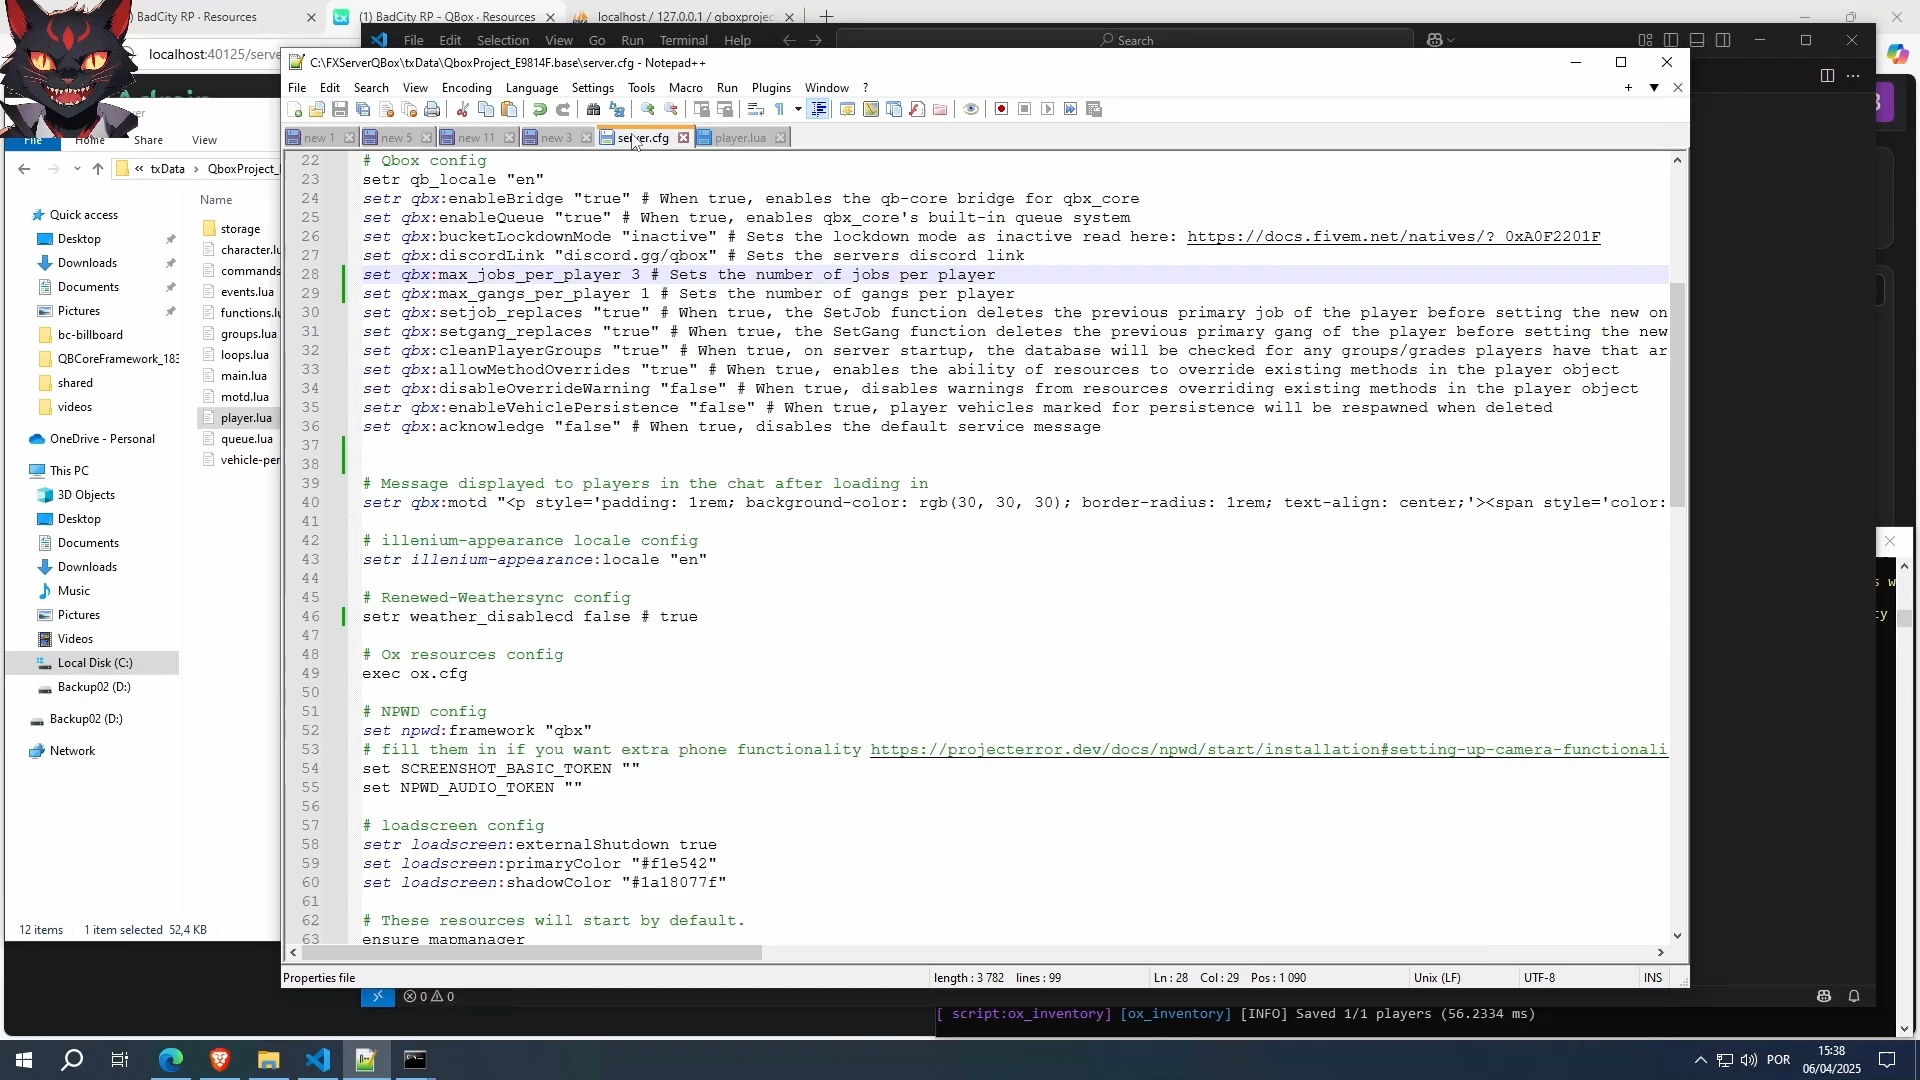 BadCity RP · Resources
(1) BadCity RP - QBox · Resources
localhost / 127.0.0.1 / qboxproje
localhost:40125/serve
File Edit Selection View Go Run Terminal Help
Search
C:\FXServerQBox\txData\QboxProject_E9814F.base\server.cfg - Notepad++
File Edit Search View Encoding Language Settings Tools Macro Run Plugins Window ?
new 1 new 5 new 11 new 3 server.cfg player.lua
File Home Share View
« txData › QboxProject_
Name
Quick access
Desktop
Downloads
Documents
Pictures
bc-billboard
QBCoreFramework_183
shared
videos
OneDrive - Personal
This PC
3D Objects
Desktop
Documents
Downloads
Music
Pictures
Videos
Local Disk (C:)
Backup02 (D:)
Backup02 (D:)
Network
storage
character.lu
commands
events.lua
functions.lu
groups.lua
loops.lua
main.lua
motd.lua
player.lua
queue.lua
vehicle-per
12 items 1 item selected 52,4 KB
22 # Qbox config
23 setr qb_locale "en"
24 setr qbx:enableBridge "true" # When true, enables the qb-core bridge for qbx_core
25 set qbx:enableQueue "true" # When true, enables qbx_core's built-in queue system
26 set qbx:bucketLockdownMode "inactive" # Sets the lockdown mode as inactive read here: https://docs.fivem.net/natives/?_0xA0F2201F
27 set qbx:discordLink "discord.gg/qbox" # Sets the servers discord link
28 set qbx:max_jobs_per_player 3 # Sets the number of jobs per player
29 set qbx:max_gangs_per_player 1 # Sets the number of gangs per player
30 set qbx:setjob_replaces "true" # When true, the SetJob function deletes the previous primary job of the player before setting the new on
31 set qbx:setgang_replaces "true" # When true, the SetGang function deletes the previous primary gang of the player before setting the new
32 set qbx:cleanPlayerGroups "true" # When true, on server startup, the database will be checked for any groups/grades players have that ar
33 set qbx:allowMethodOverrides "true" # When true, enables the ability of resources to override existing methods in the player object
34 set qbx:disableOverrideWarning "false" # When true, disables warnings from resources overriding existing methods in the player object
35 setr qbx:enableVehiclePersistence "false" # When true, player vehicles marked for persistence will be respawned when deleted
36 set qbx:acknowledge "false" # When true, disables the default service message
37
38
39 # Message displayed to players in the chat after loading in
40 setr qbx:motd "<p style='padding: 1rem; background-color: rgb(30, 30, 30); border-radius: 1rem; text-align: center;'><span style='color:
41
42 # illenium-appearance locale config
43 setr illenium-appearance:locale "en"
44
45 # Renewed-Weathersync config
46 setr weather_disablecd false # true
47
48 # Ox resources config
49 exec ox.cfg
50
51 # NPWD config
52 set npwd:framework "qbx"
53 # fill them in if you want extra phone functionality https://projecterror.dev/docs/npwd/start/installation#setting-up-camera-functionali
54 set SCREENSHOT_BASIC_TOKEN ""
55 set NPWD_AUDIO_TOKEN ""
56
57 # loadscreen config
58 setr loadscreen:externalShutdown true
59 set loadscreen:primaryColor "#f1e542"
60 set loadscreen:shadowColor "#1a18077f"
61
62 # These resources will start by default.
63 ensure mapmanager
Properties file length : 3 782 lines : 99 Ln : 28 Col : 29 Pos : 1 090 Unix (LF) UTF-8 INS
0 0
[ script:ox_inventory] [ox_inventory] [INFO] Saved 1/1 players (56.2334 ms)
POR
15:38
06/04/2025